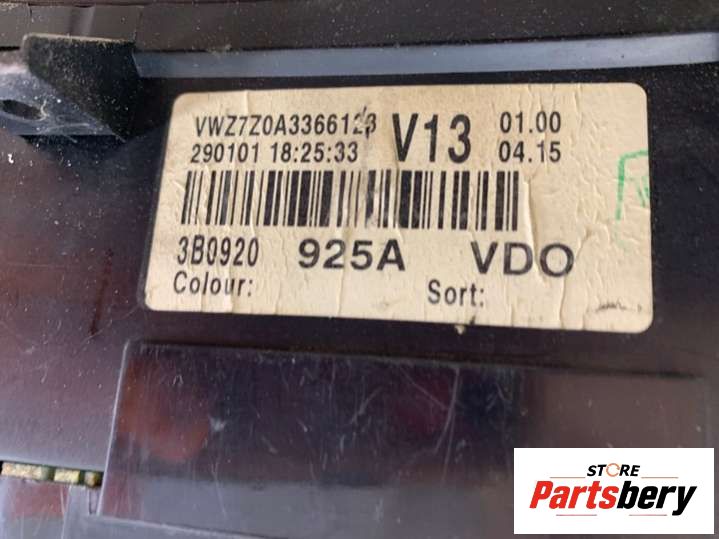 VWZ7Z0A3366123 V13 01.00
290101 18:25:33 04.15
3B0920 925A VDO
Colour: Sort:
STORE
Partsbery